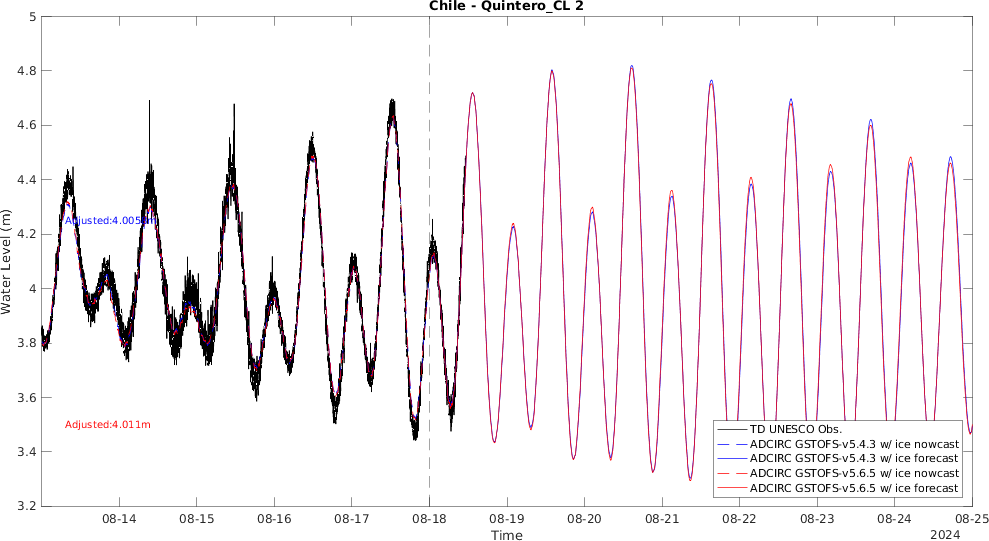 Chile - Quintero_CL 2
5
4.8
4.6
4.4
4.2
4
3.8
3.6
3.4
3.2
Water Level (m)
Adjusted:4.005m
Adjusted:4.011m
TD UNESCO Obs.
ADCIRC GSTOFS-v5.4.3 w/ ice nowcast
ADCIRC GSTOFS-v5.4.3 w/ ice forecast
ADCIRC GSTOFS-v5.6.5 w/ ice nowcast
ADCIRC GSTOFS-v5.6.5 w/ ice forecast
08-14 08-15 08-16 08-17 08-18 08-19 08-20 08-21 08-22 08-23 08-24 08-25
Time
2024